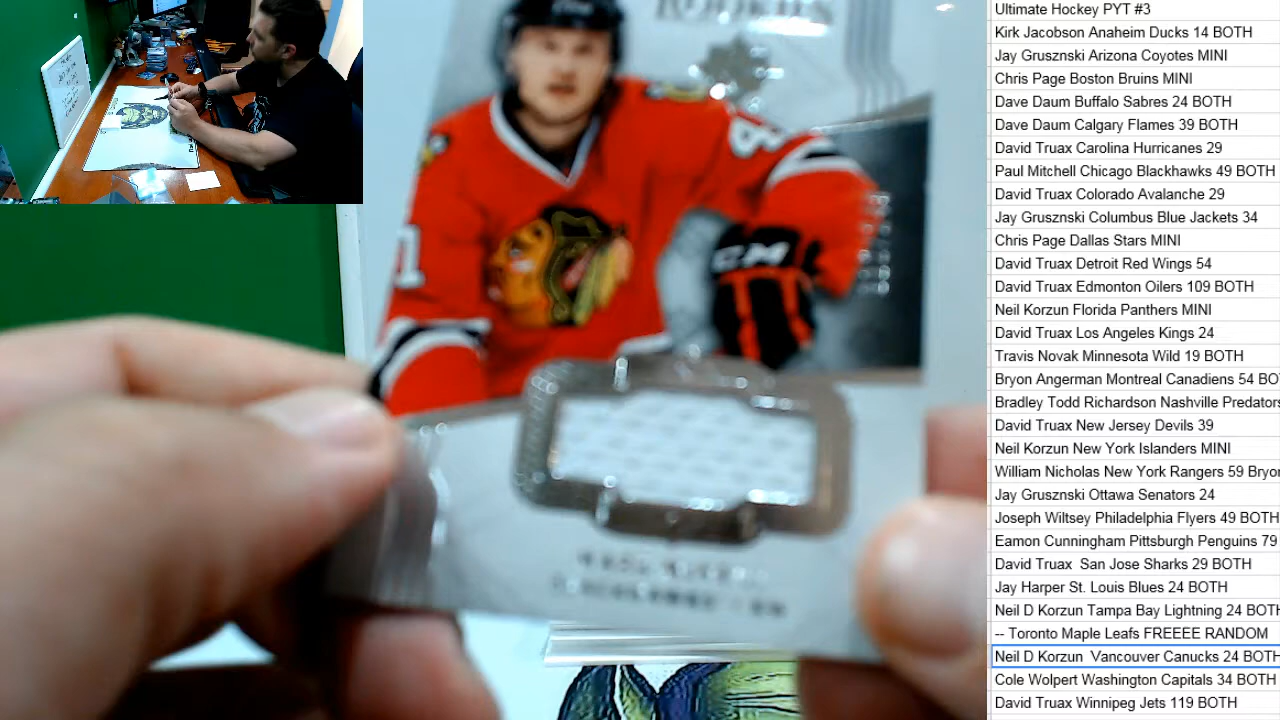 ROOKIES
CCM
Ultimate Hockey PYT #3
Kirk Jacobson Anaheim Ducks 14 BOTH
Jay Grusznski Arizona Coyotes MINI
Chris Page Boston Bruins MINI
Dave Daum Buffalo Sabres 24 BOTH
Dave Daum Calgary Flames 39 BOTH
David Truax Carolina Hurricanes 29
Paul Mitchell Chicago Blackhawks 49 BOTH
David Truax Colorado Avalanche 29
Jay Grusznski Columbus Blue Jackets 34
Chris Page Dallas Stars MINI
David Truax Detroit Red Wings 54
David Truax Edmonton Oilers 109 BOTH
Neil Korzun Florida Panthers MINI
David Truax Los Angeles Kings 24
Travis Novak Minnesota Wild 19 BOTH
Bryon Angerman Montreal Canadiens 54 BO
Bradley Todd Richardson Nashville Predators
David Truax New Jersey Devils 39
Neil Korzun New York Islanders MINI
William Nicholas New York Rangers 59 Bryo
Jay Grusznski Ottawa Senators 24
Joseph Wiltsey Philadelphia Flyers 49 BOTH
Eamon Cunningham Pittsburgh Penguins 79
David Truax  San Jose Sharks 29 BOTH
Jay Harper St. Louis Blues 24 BOTH
Neil D Korzun Tampa Bay Lightning 24 BOTH
-- Toronto Maple Leafs FREEEE RANDOM
Neil D Korzun  Vancouver Canucks 24 BOTH
Cole Wolpert Washington Capitals 34 BOTH
David Truax Winnipeg Jets 119 BOTH